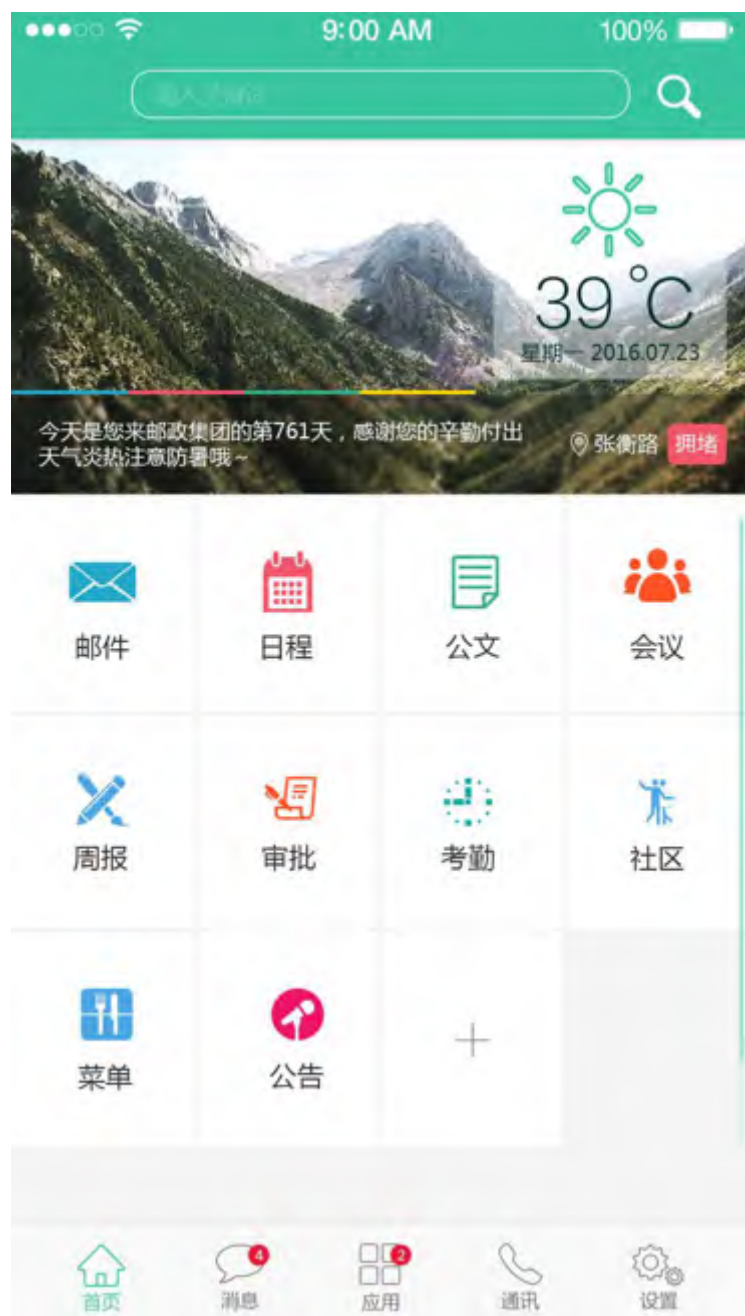 9:00 AM
100%
39℃
星期一 2016.07.23
今天是您来邮政集团的第761天，感谢您的辛勤付出
天气炎热注意防暑哦～
张衡路 拥堵
邮件 日程 公文 会议
周报 审批 考勤 社区
菜单 公告
4 2
首页 消息 应用 通讯 设置